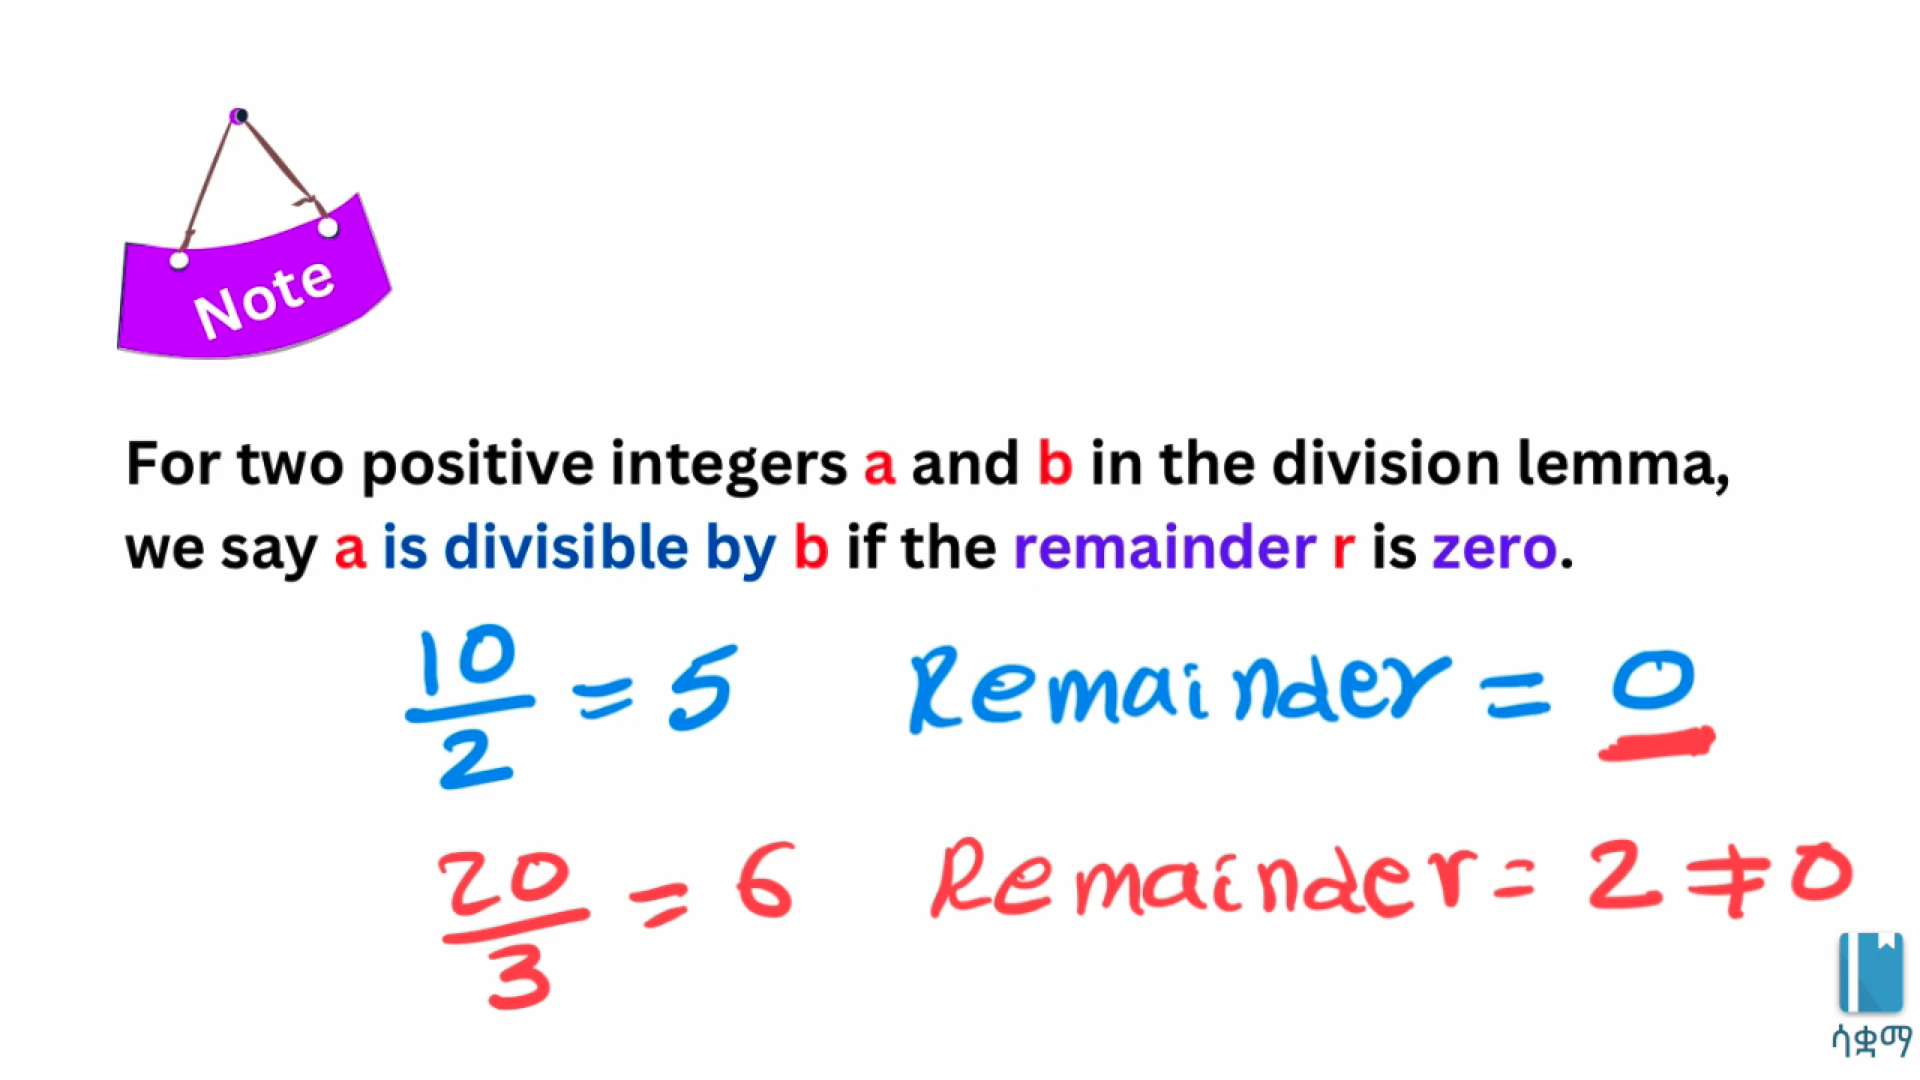 Note
For two positive integers a and b in the division lemma,
we say a is divisible by b if the remainder r is zero.
10/2 = 5 Remainder = 0
20/3 = 6 Remainder = 2 ≠ 0
ሳቋማ